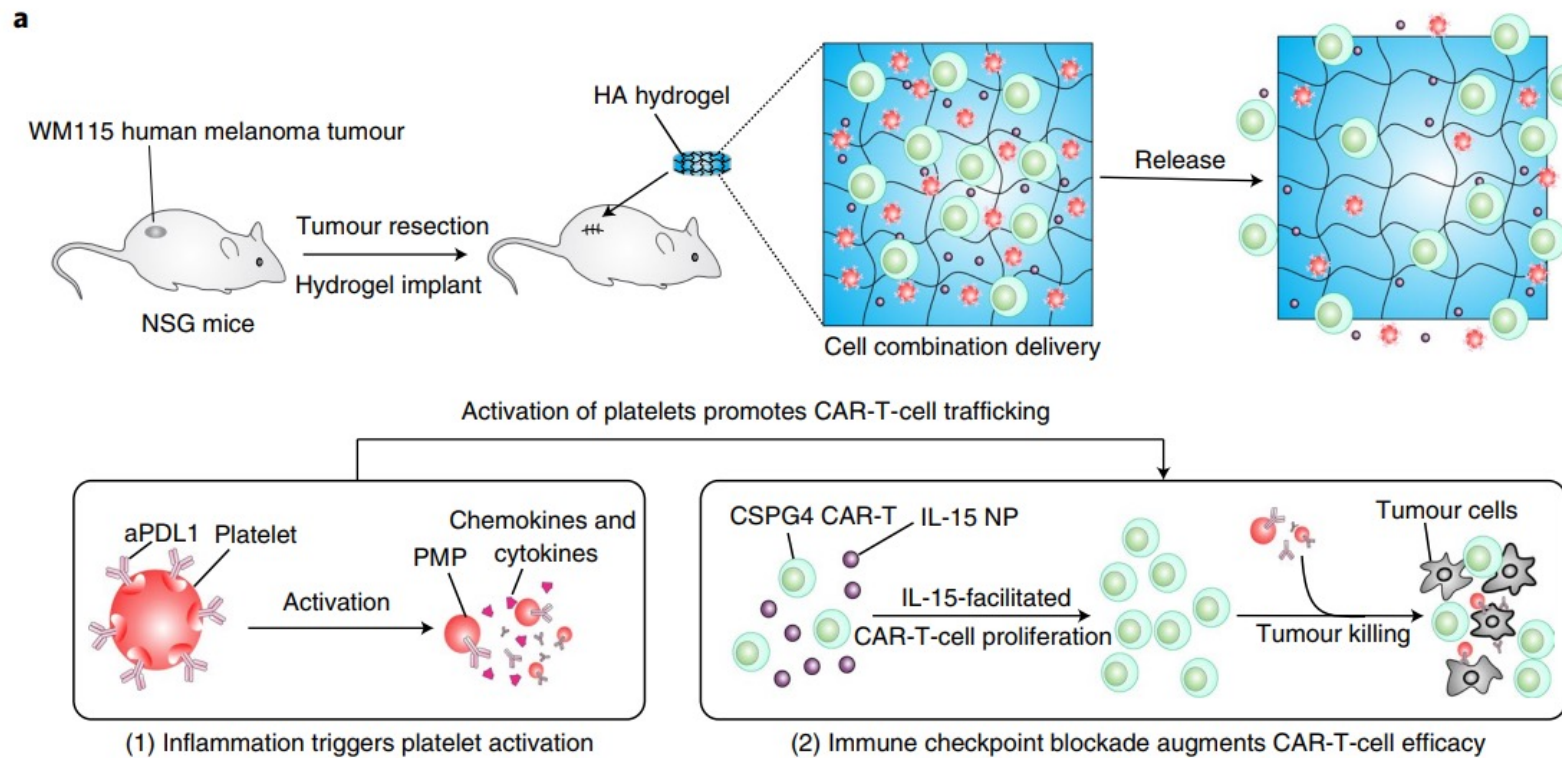 a
HA hydrogel
WM115 human melanoma tumour
Release
Tumour resection
Hydrogel implant
NSG mice
Cell combination delivery
Activation of platelets promotes CAR-T-cell trafficking
aPDL1
Platelet
PMP
Chemokines and
cytokines
Activation
(1) Inflammation triggers platelet activation
CSPG4 CAR-T
IL-15 NP
Tumour cells
IL-15-facilitated
CAR-T-cell proliferation
Tumour killing
(2) Immune checkpoint blockade augments CAR-T-cell efficacy